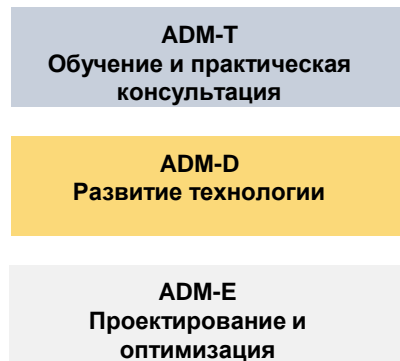 ADM-T
Обучение и практическая
консультация
ADM-D
Развитие технологии
ADM-E
Проектирование и
оптимизация